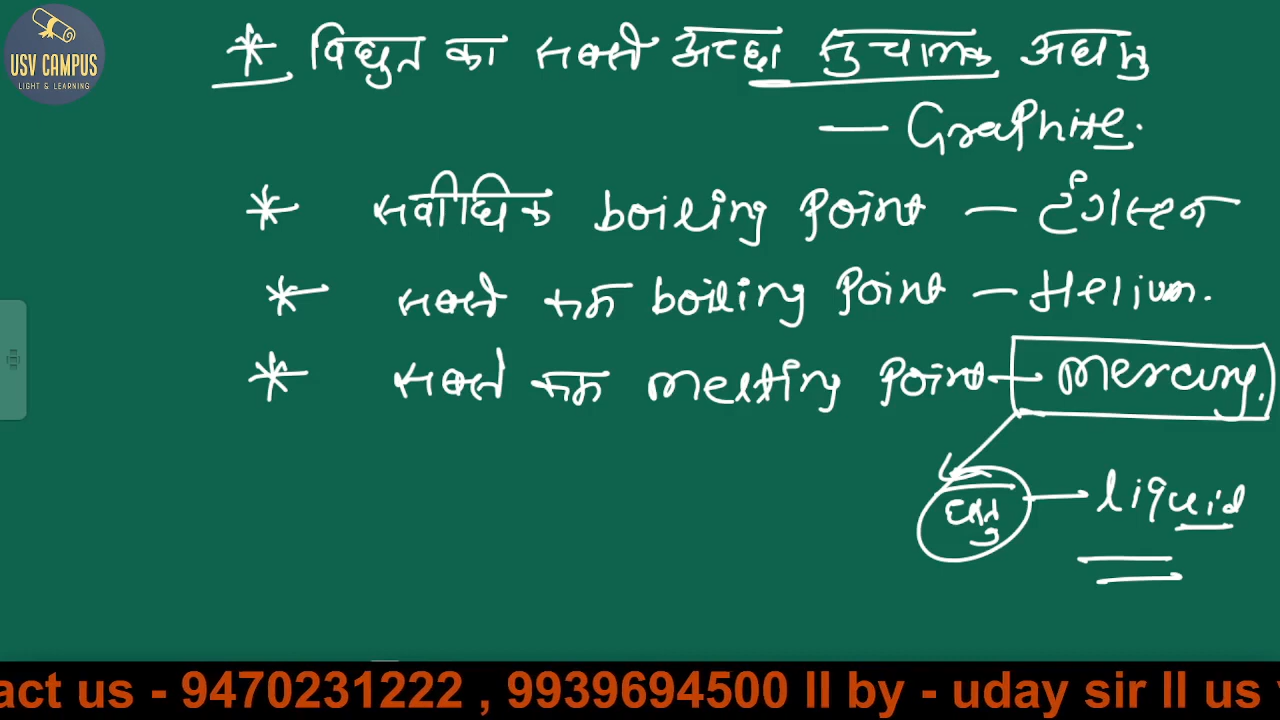 USV CAMPUS
LIGHT & LEARNING
* विधुत का सबसे अच्छा सुचालक अधातु
— Graphite.
* सर्वाधिक boiling point — टंगस्टन
* सबसे कम boiling point — Helium.
* सबसे कम melting point — Mercury.
धातु — liquid
act us - 9470231222 , 9939694500 ll by - uday sir ll us